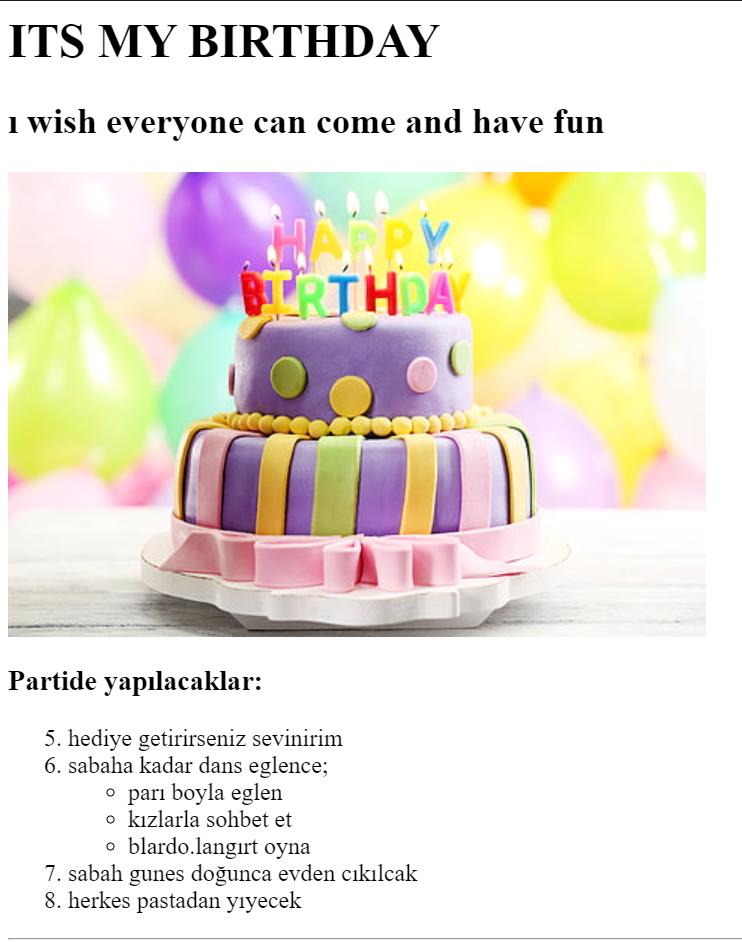 ITS MY BIRTHDAY
ı wish everyone can come and have fun
HAPPY
BIRTHDAY
Partide yapılacaklar:
5. hediye getirirseniz sevinirim
6. sabaha kadar dans eglence;
parı boyla eglen
kızlarla sohbet et
blardo.langırt oyna
7. sabah gunes doğunca evden cıkılcak
8. herkes pastadan yıyecek